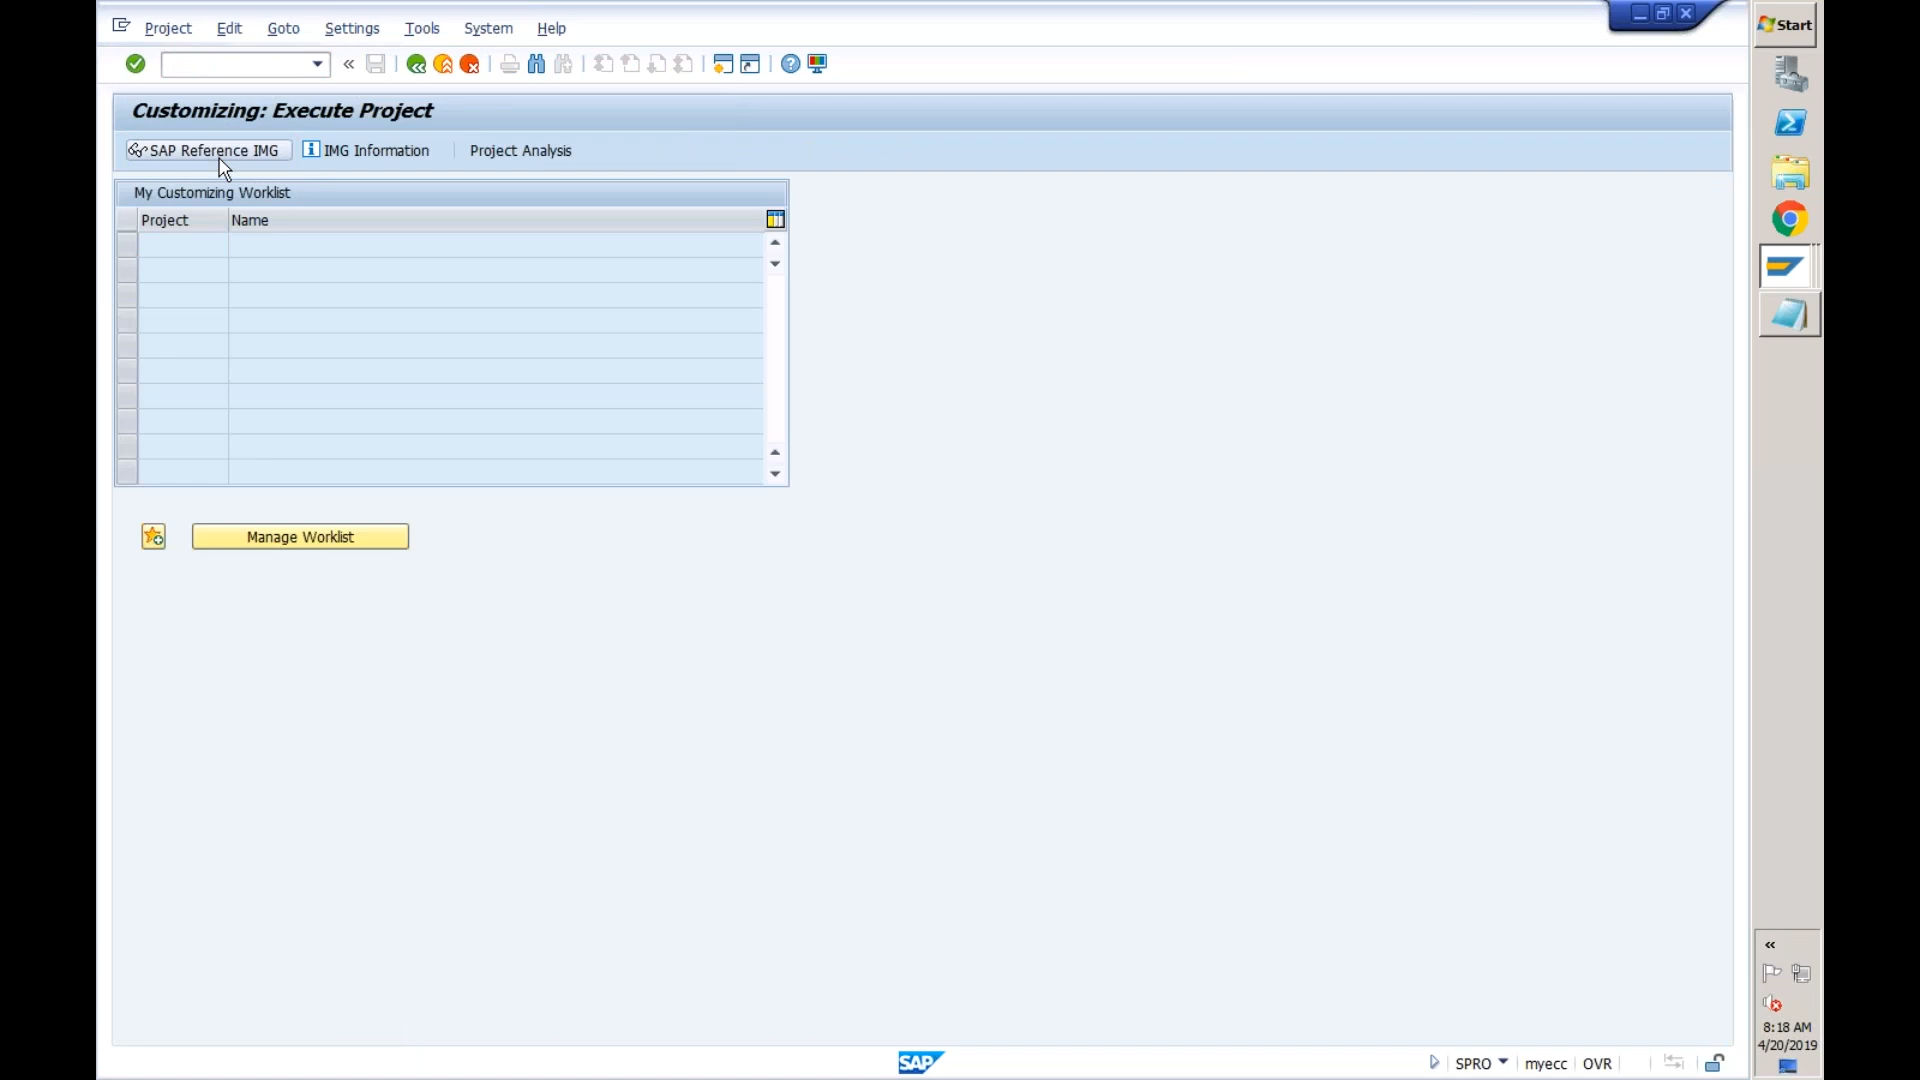 Project Edit Goto Settings Tools System Help
Start
Customizing: Execute Project
SAP Reference IMG IMG Information Project Analysis
My Customizing Worklist
Project Name
Manage Worklist
8:18 AM
4/20/2019
SAP
SPRO myecc OVR